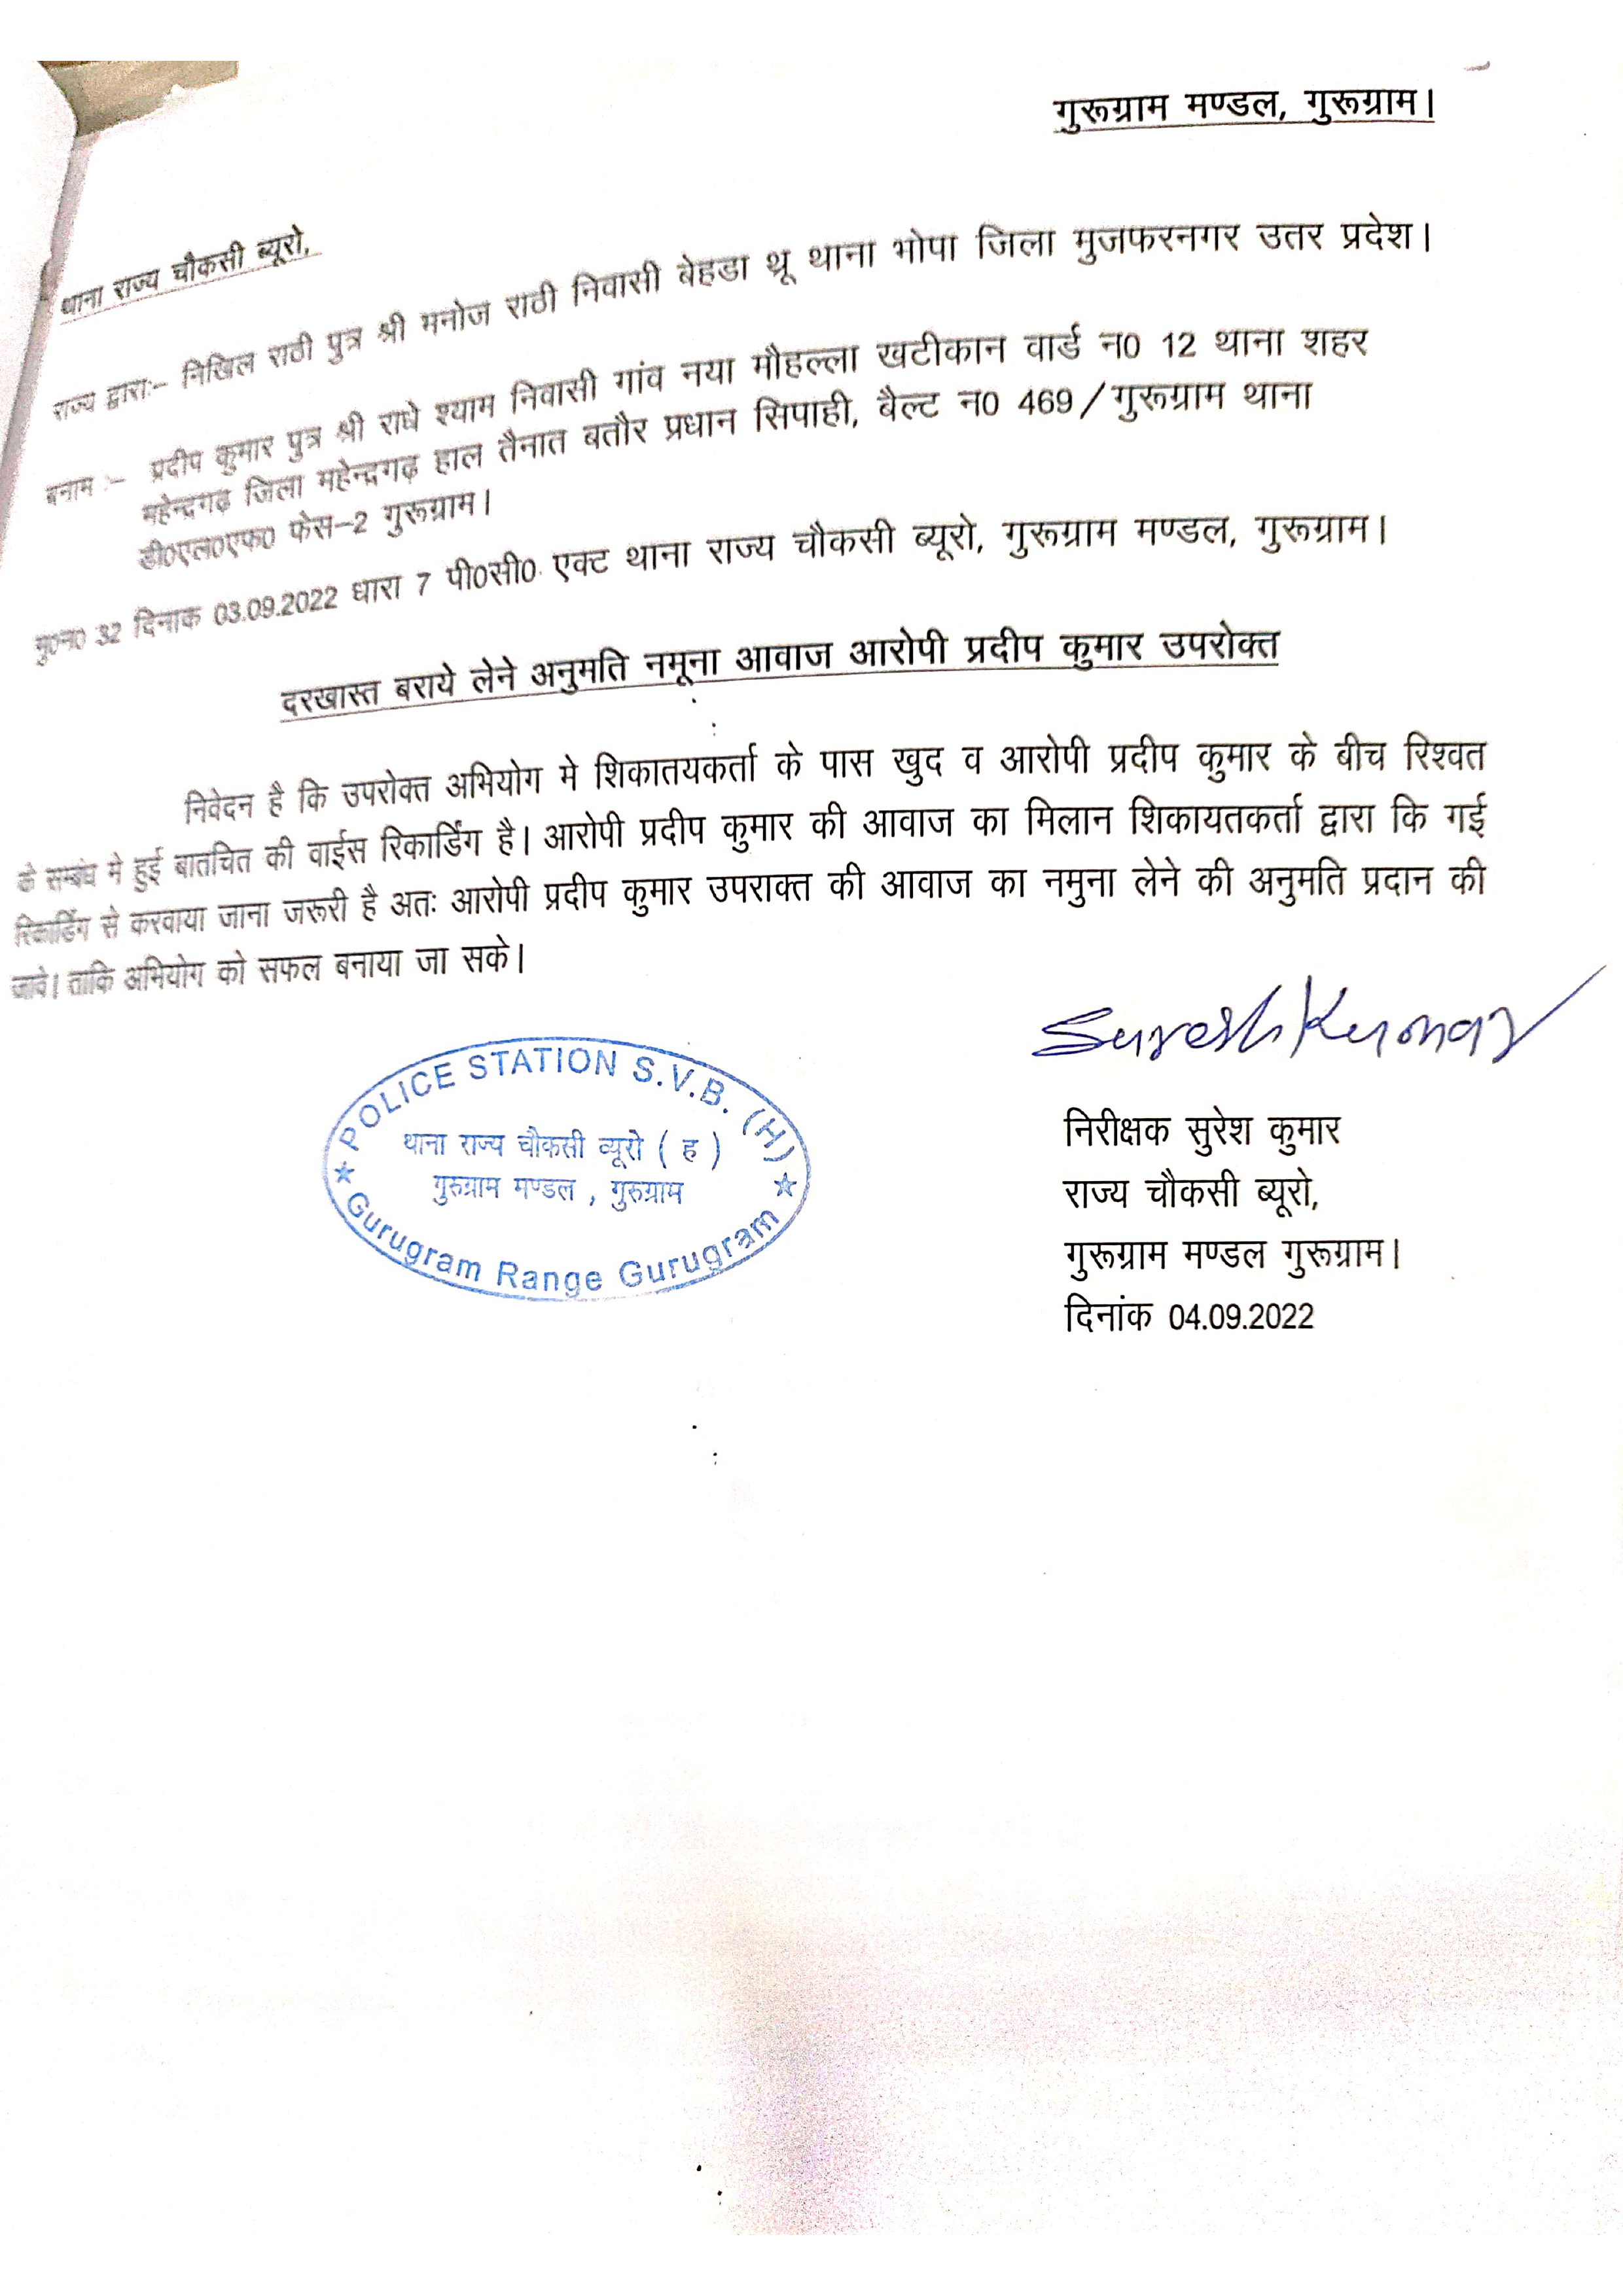 थाना राज्य चौकसी ब्यूरो, गुरूग्राम मण्डल, गुरूग्राम।
राज्य द्वाराः– निखिल राठी पुत्र श्री मनोज राठी निवासी बेहडा थ्रू थाना भोपा जिला मुजफरनगर उतर प्रदेश।
बनाम :– प्रदीप कुमार पुत्र श्री राधे श्याम निवासी गांव नया मौहल्ला खटीकान वार्ड न0 12 थाना शहर
महेन्द्रगढ़ जिला महेन्द्रगढ़ हाल तैनात बतौर प्रधान सिपाही, बैल्ट न0 469/गुरूग्राम थाना
डी0एल0एफ0 फेस–2 गुरूग्राम।
मु0न0 32 दिनाक 03.09.2022 धारा 7 पी0सी0 एक्ट थाना राज्य चौकसी ब्यूरो, गुरूग्राम मण्डल, गुरूग्राम।
दरखास्त बराये लेने अनुमति नमूना आवाज आरोपी प्रदीप कुमार उपरोक्त
निवेदन है कि उपरोक्त अभियोग मे शिकातयकर्ता के पास खुद व आरोपी प्रदीप कुमार के बीच रिश्वत
के सम्बंध मे हुई बातचित की वाईस रिकार्डिंग है। आरोपी प्रदीप कुमार की आवाज का मिलान शिकायतकर्ता द्वारा कि गई
रिकार्डिंग से करवाया जाना जरूरी है अतः आरोपी प्रदीप कुमार उपराक्त की आवाज का नमुना लेने की अनुमति प्रदान की
जावे। ताकि अभियोग को सफल बनाया जा सके।
Suresh Kumar
POLICE STATION S.V.B. (H)
थाना राज्य चौकसी ब्यूरो ( ह )
गुरुग्राम मण्डल , गुरुग्राम
Gurugram Range Gurugram
निरीक्षक सुरेश कुमार
राज्य चौकसी ब्यूरो,
गुरूग्राम मण्डल गुरूग्राम।
दिनांक 04.09.2022